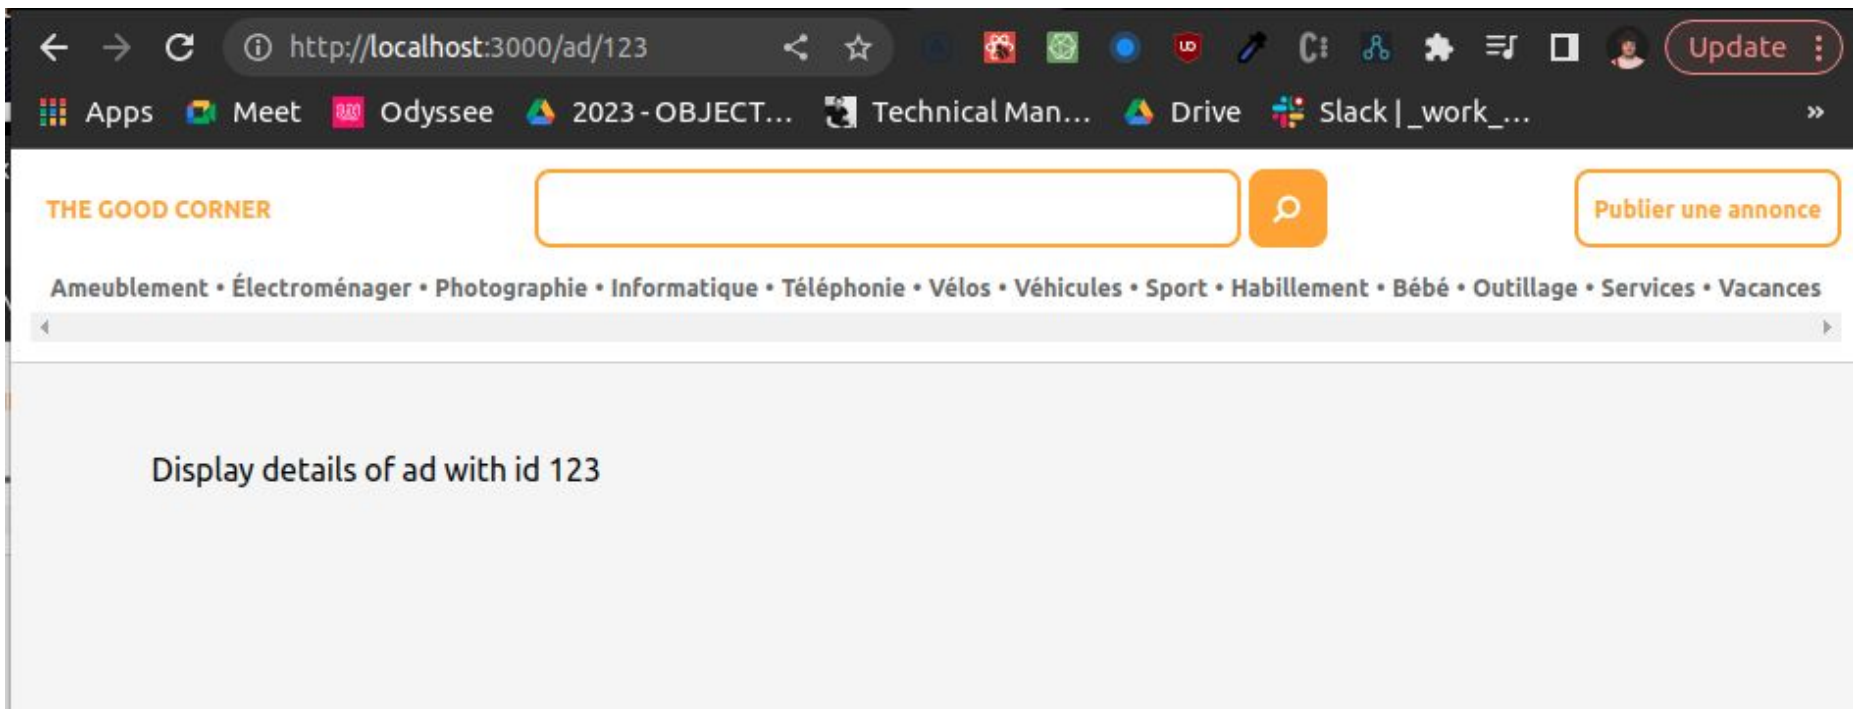 http://localhost:3000/ad/123 Update
Apps Meet Odyssee 2023 - OBJECT... Technical Man... Drive Slack | _work_... »
THE GOOD CORNER Publier une annonce
Ameublement • Électroménager • Photographie • Informatique • Téléphonie • Vélos • Véhicules • Sport • Habillement • Bébé • Outillage • Services • Vacances
Display details of ad with id 123